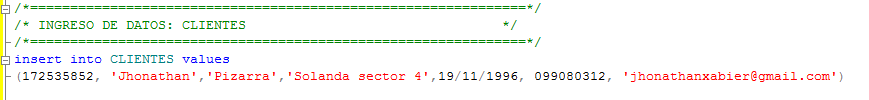 /*==============================================================*/
/* INGRESO DE DATOS: CLIENTES */
/*==============================================================*/
insert into CLIENTES values
(172535852, 'Jhonathan','Pizarra','Solanda sector 4',19/11/1996, 099080312, 'jhonathanxabier@gmail.com')